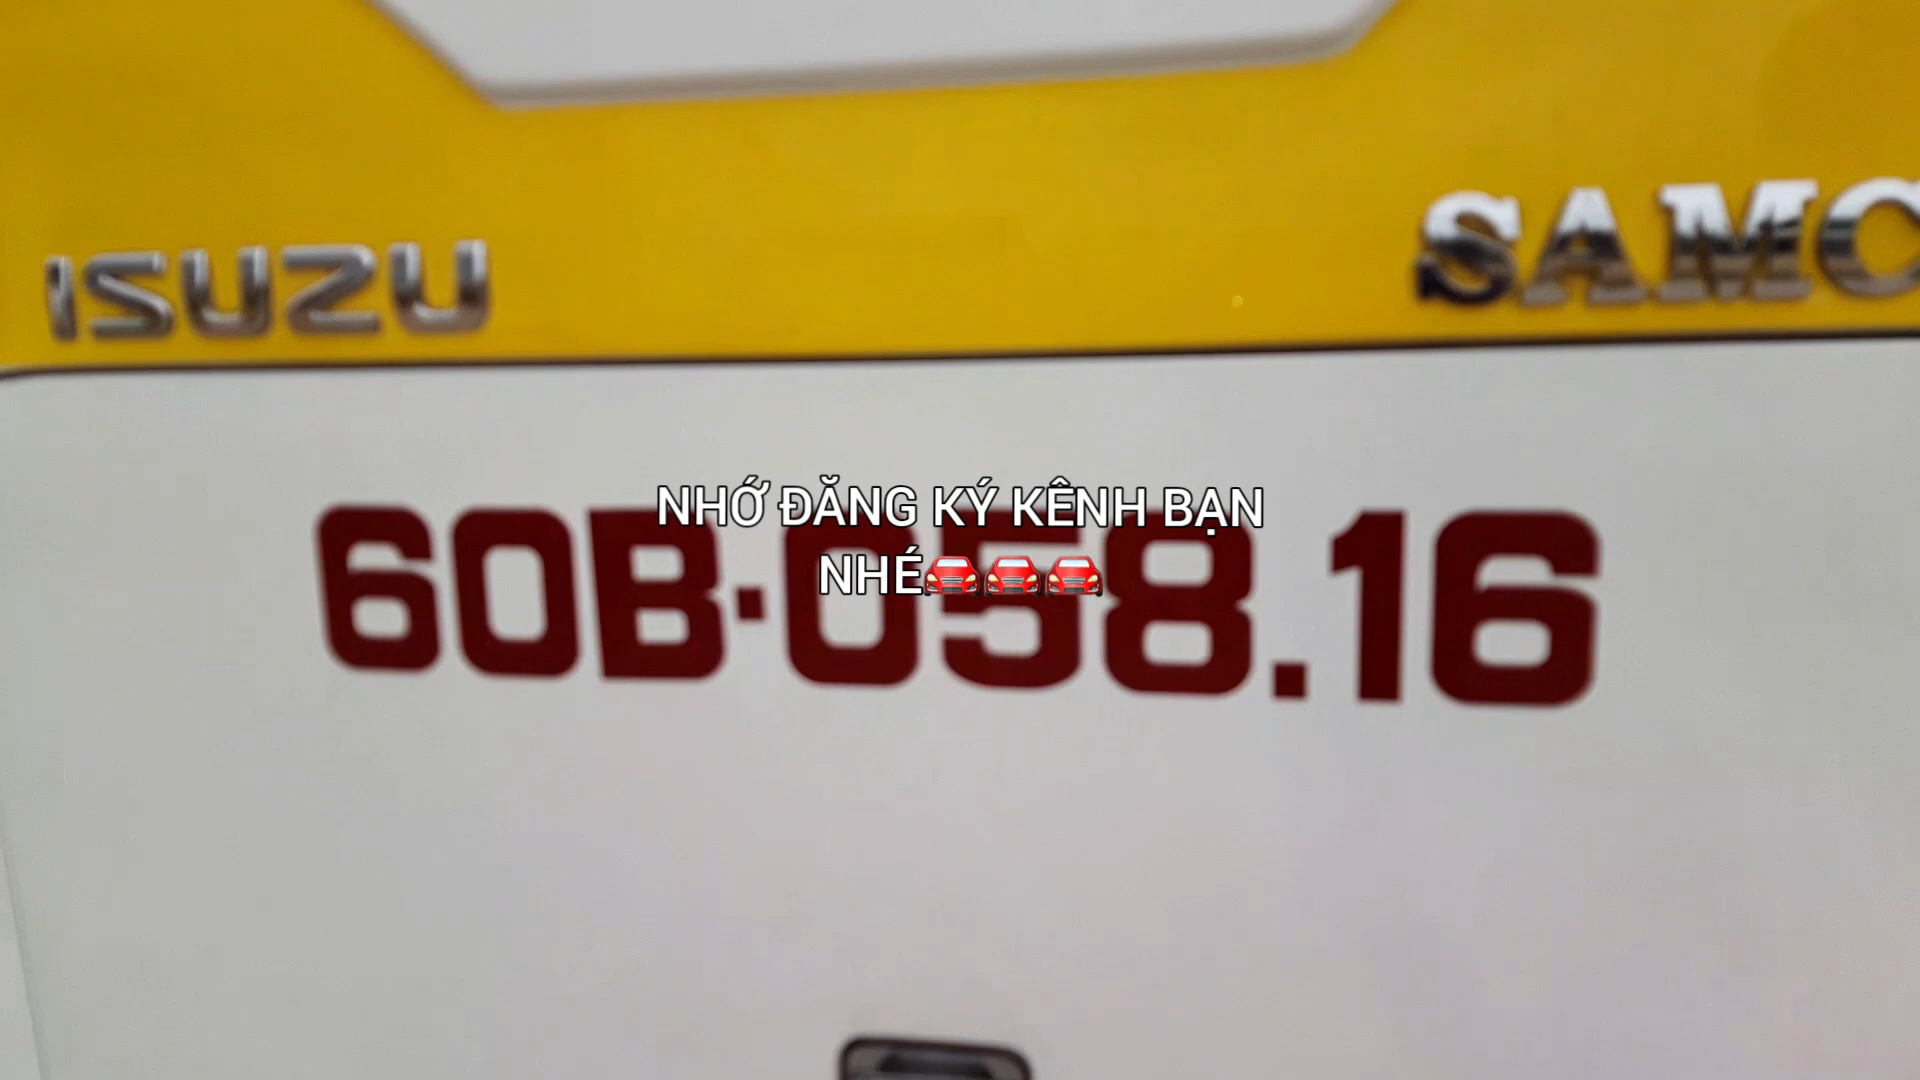 ISUZU
SAMC
NHỚ ĐĂNG KÝ KÊNH BẠN
NHÉ🚘🚘🚘
60B·058.16